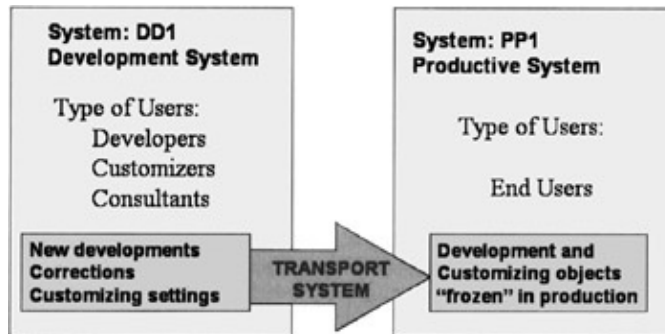 System: DD1
Development System
Type of Users:
Developers
Customizers
Consultants
New developments
Corrections
Customizing settings
TRANSPORT
SYSTEM
System: PP1
Productive System
Type of Users:
End Users
Development and
Customizing objects
"frozen" in production